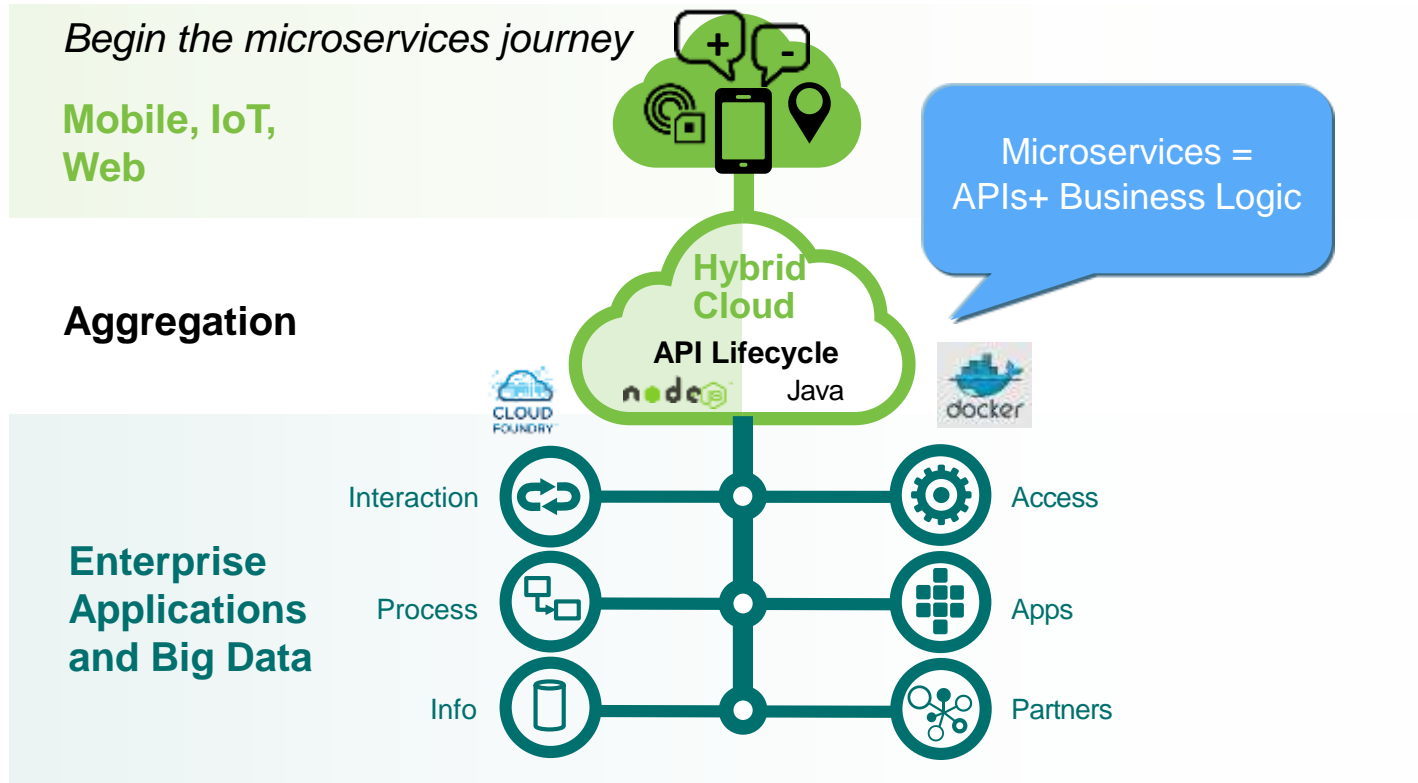 Begin the microservices journey
Mobile, IoT,
Web
+
-
Microservices =
APIs+ Business Logic
Hybrid
Cloud
Aggregation
API Lifecycle
node JS
Java
CLOUD
FOUNDRY
docker
Interaction
Access
Enterprise
Applications
and Big Data
Process
Apps
Info
Partners